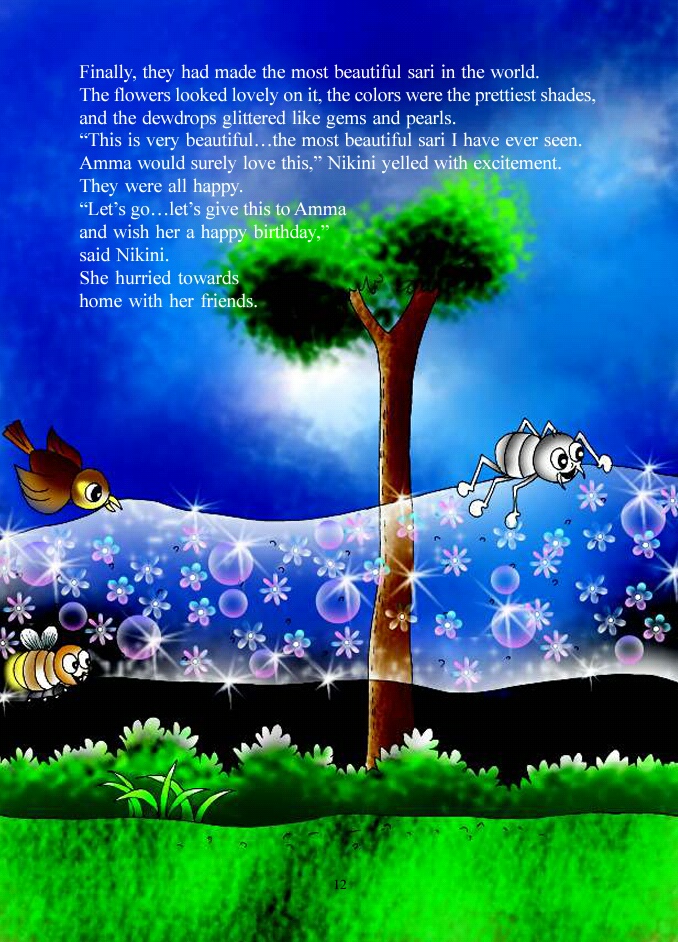 Finally, they had made the most beautiful sari in the world.
The flowers looked lovely on it, the colors were the prettiest shades,
and the dewdrops glittered like gems and pearls.
“This is very beautiful…the most beautiful sari I have ever seen.
Amma would surely love this,” Nikini yelled with excitement.
They were all happy.
“Let’s go…let’s give this to Amma
and wish her a happy birthday,”
said Nikini.
She hurried towards
home with her friends.
12